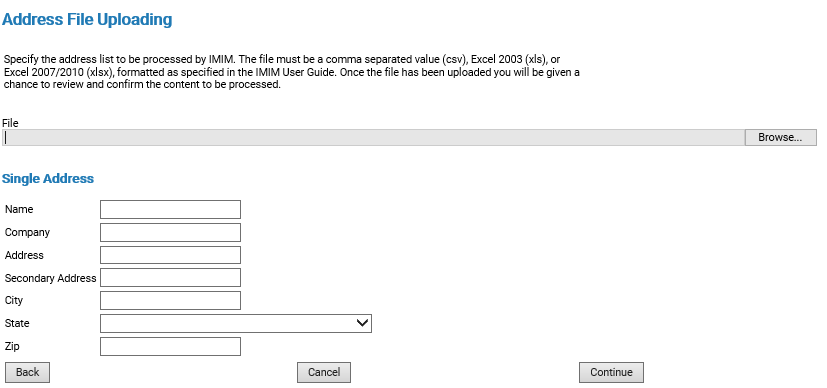 Address File Uploading
Specify the address list to be processed by IMIM. The file must be a comma separated value (csv), Excel 2003 (xls), or
Excel 2007/2010 (xlsx), formatted as specified in the IMIM User Guide. Once the file has been uploaded you will be given a
chance to review and confirm the content to be processed.
File
Browse...
Single Address
Name
Company
Address
Secondary Address
City
State
Zip
Back Cancel Continue